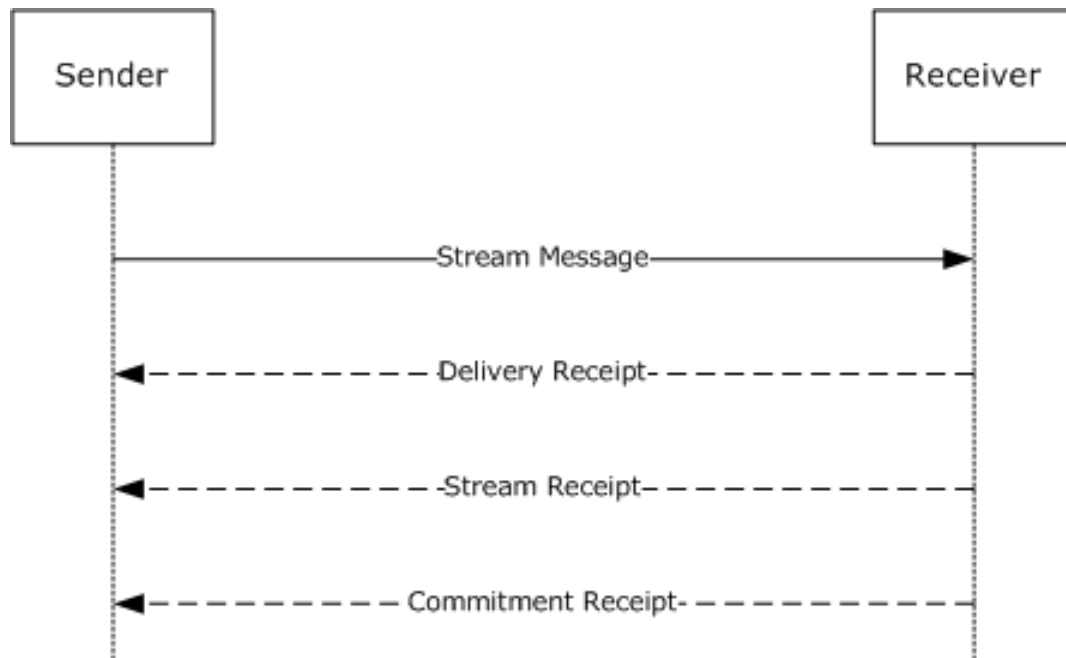 Sender
Receiver
Stream Message
Delivery Receipt
Stream Receipt
Commitment Receipt